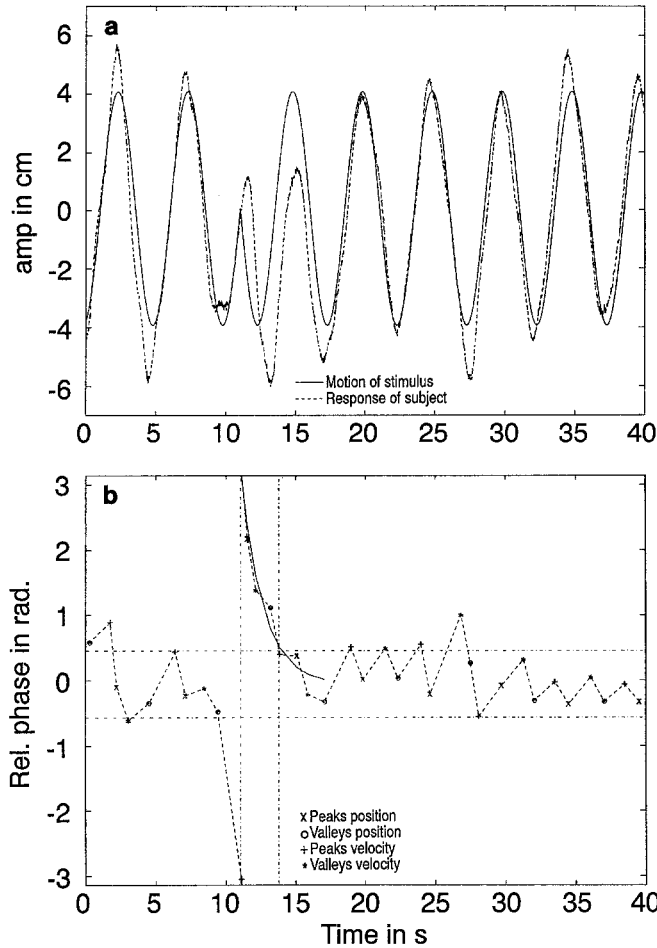 a
6
4
2
0
-2
-4
-6
amp in cm
Motion of stimulus
Response of subject
0 5 10 15 20 25 30 35 40
b
3
2
1
0
-1
-2
-3
Rel. phase in rad.
Peaks position
Valleys position
Peaks velocity
Valleys velocity
0 5 10 15 20 25 30 35 40
Time in s